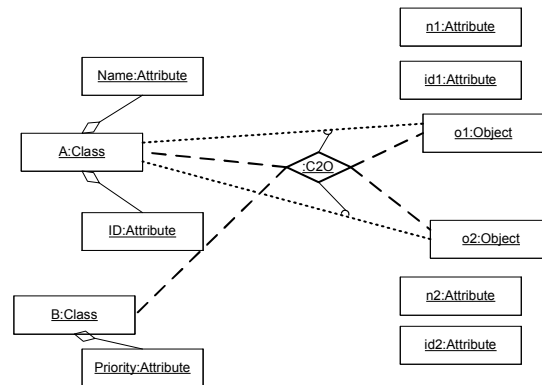 n1:Attribute
Name:Attribute
id1:Attribute
A:Class
o1:Object
:C2O
ID:Attribute
o2:Object
n2:Attribute
B:Class
id2:Attribute
Priority:Attribute